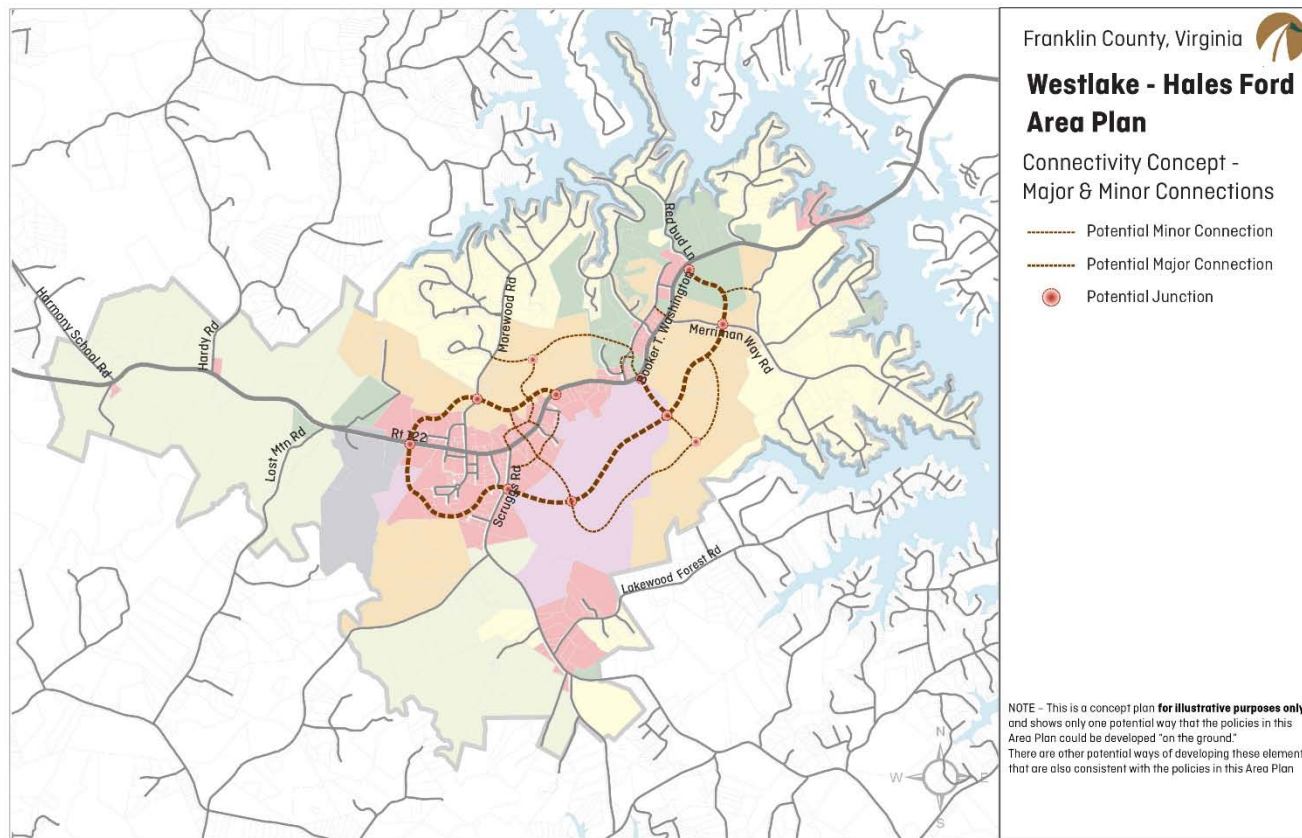 Franklin County, Virginia
Westlake - Hales Ford
Area Plan
Connectivity Concept -
Major & Minor Connections
Potential Minor Connection
Potential Major Connection
Potential Junction
NOTE - This is a concept plan for illustrative purposes only
and shows only one potential way that the policies in this
Area Plan could be developed "on the ground."
There are other potential ways of developing these element
that are also consistent with the policies in this Area Plan
Red bud Ln
Booker T. Washington
Morewood Rd
Merriman Way Rd
Harmony School Rd
Hardy Rd
Rt 122
Lost Mtn Rd
Scruggs Rd
Lakewood Forest Rd
N
W
E
S